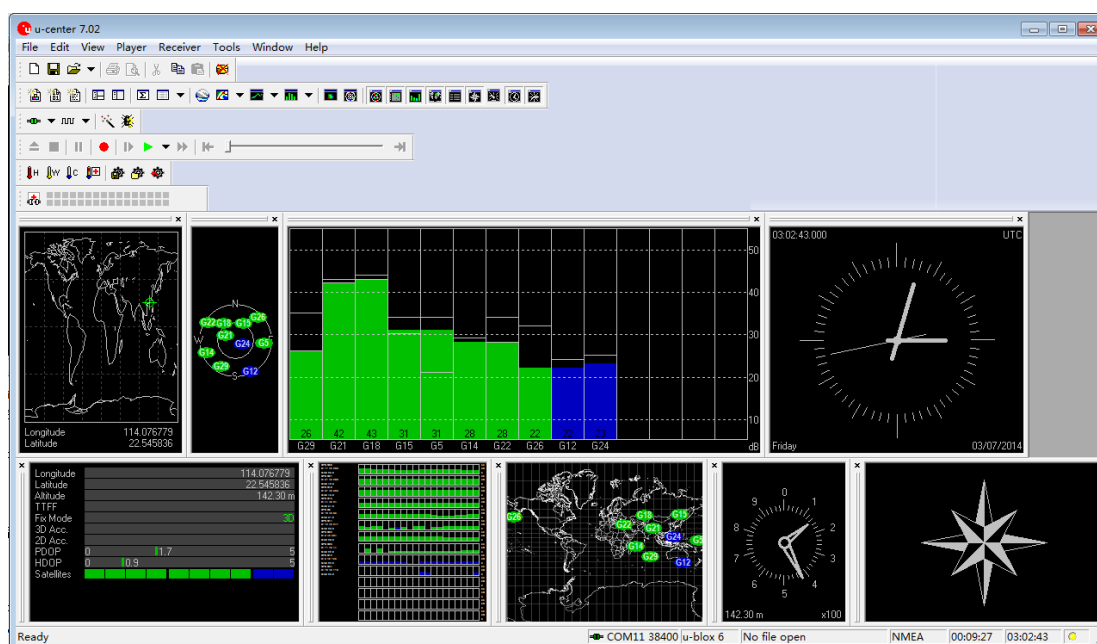 u-center 7.02
File Edit View Player Receiver Tools Window Help
H W C
N
G22 G18 G15 G26
G21
W G24 G5
G14
G29 G12
S
Longitude 114.076779
Latitude 22.545836
50
40
30
20
10
26 42 43 31 31 28 28 22 22 23
G29 G21 G18 G15 G5 G14 G22 G26 G12 G24 dB
03:02:43.000 UTC
Friday 03/07/2014
Longitude 114.076779
Latitude 22.545836
Altitude 142.30 m
TTFF
Fix Mode 3D
3D Acc.
2D Acc.
PDOP 0 1.7 5
HDOP 0 0.9 5
Satellites
G26 G18 G15
G22 G21
G24 G5
G14
G29 G12
0
9 1
8 2
7 3
6 4
5
142.30 m x100
Ready COM11 38400 u-blox 6 No file open NMEA 00:09:27 03:02:43